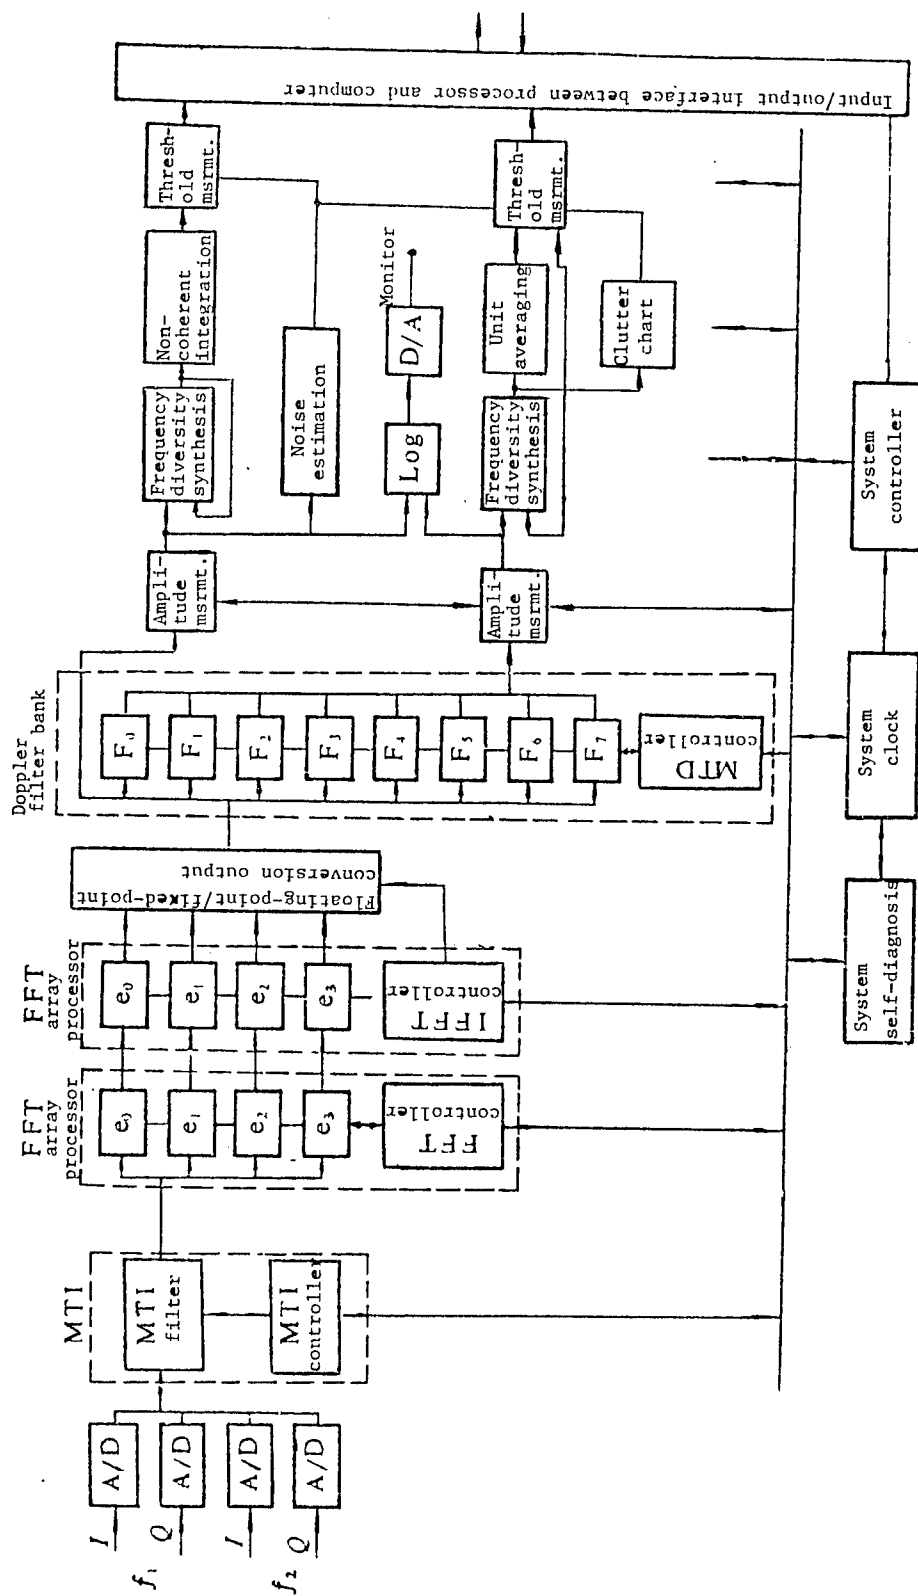 I
f₁
Q
I
f₂
Q
A/D
A/D
A/D
A/D
MTI
MTI
filter
MTI
controller
FFT
array
processor
e₀
e₁
e₂
e₃
FFT
controller
FFT
array
processor
e₀
e₁
e₂
e₃
IFFT
controller
Floating-point/fixed-point
conversion output
Doppler
filter bank
F₀
F₁
F₂
F₃
F₄
F₅
F₆
F₇
MTD
controller
Ampli-
tude
msrmt.
Ampli-
tude
msrmt.
Frequency
diversity
synthesis
Non-
coherent
integration
Thresh-
old
msrmt.
Noise
estimation
Log
D/A
Monitor
Frequency
diversity
synthesis
Unit
averaging
Thresh-
old
msrmt.
Clutter
chart
Input/output interface between processor and computer
System
self-diagnosis
System
clock
System
controller